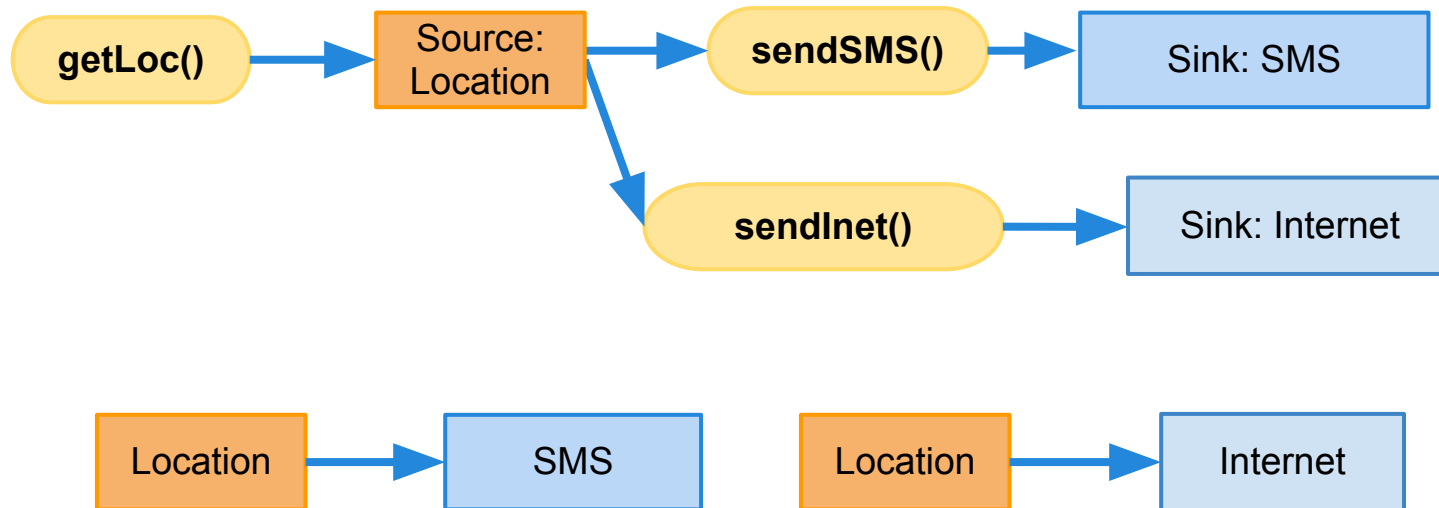 getLoc()
Source:
Location
sendSMS()
Sink: SMS
sendInet()
Sink: Internet
Location
SMS
Location
Internet